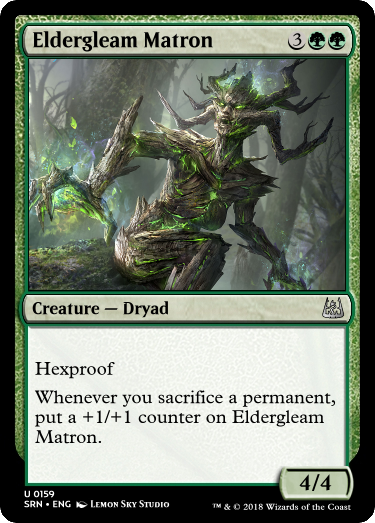 Eldergleam Matron 3
Creature — Dryad
Hexproof
Whenever you sacrifice a permanent,
put a +1/+1 counter on Eldergleam
Matron.
4/4
U 0159
SRN • ENG Lemon Sky Studio
™ & © 2018 Wizards of the Coast